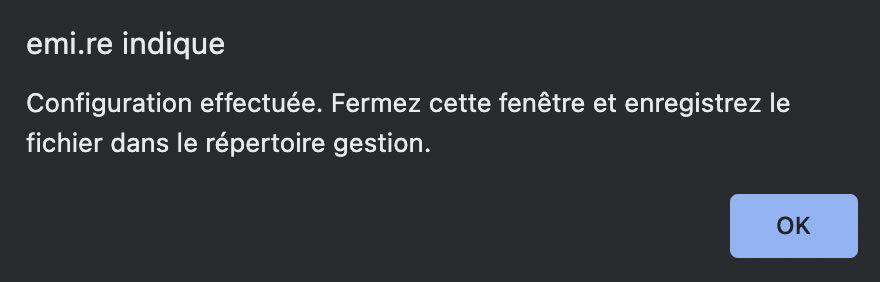 emi.re indique
Configuration effectuée. Fermez cette fenêtre et enregistrez le
fichier dans le répertoire gestion.
OK